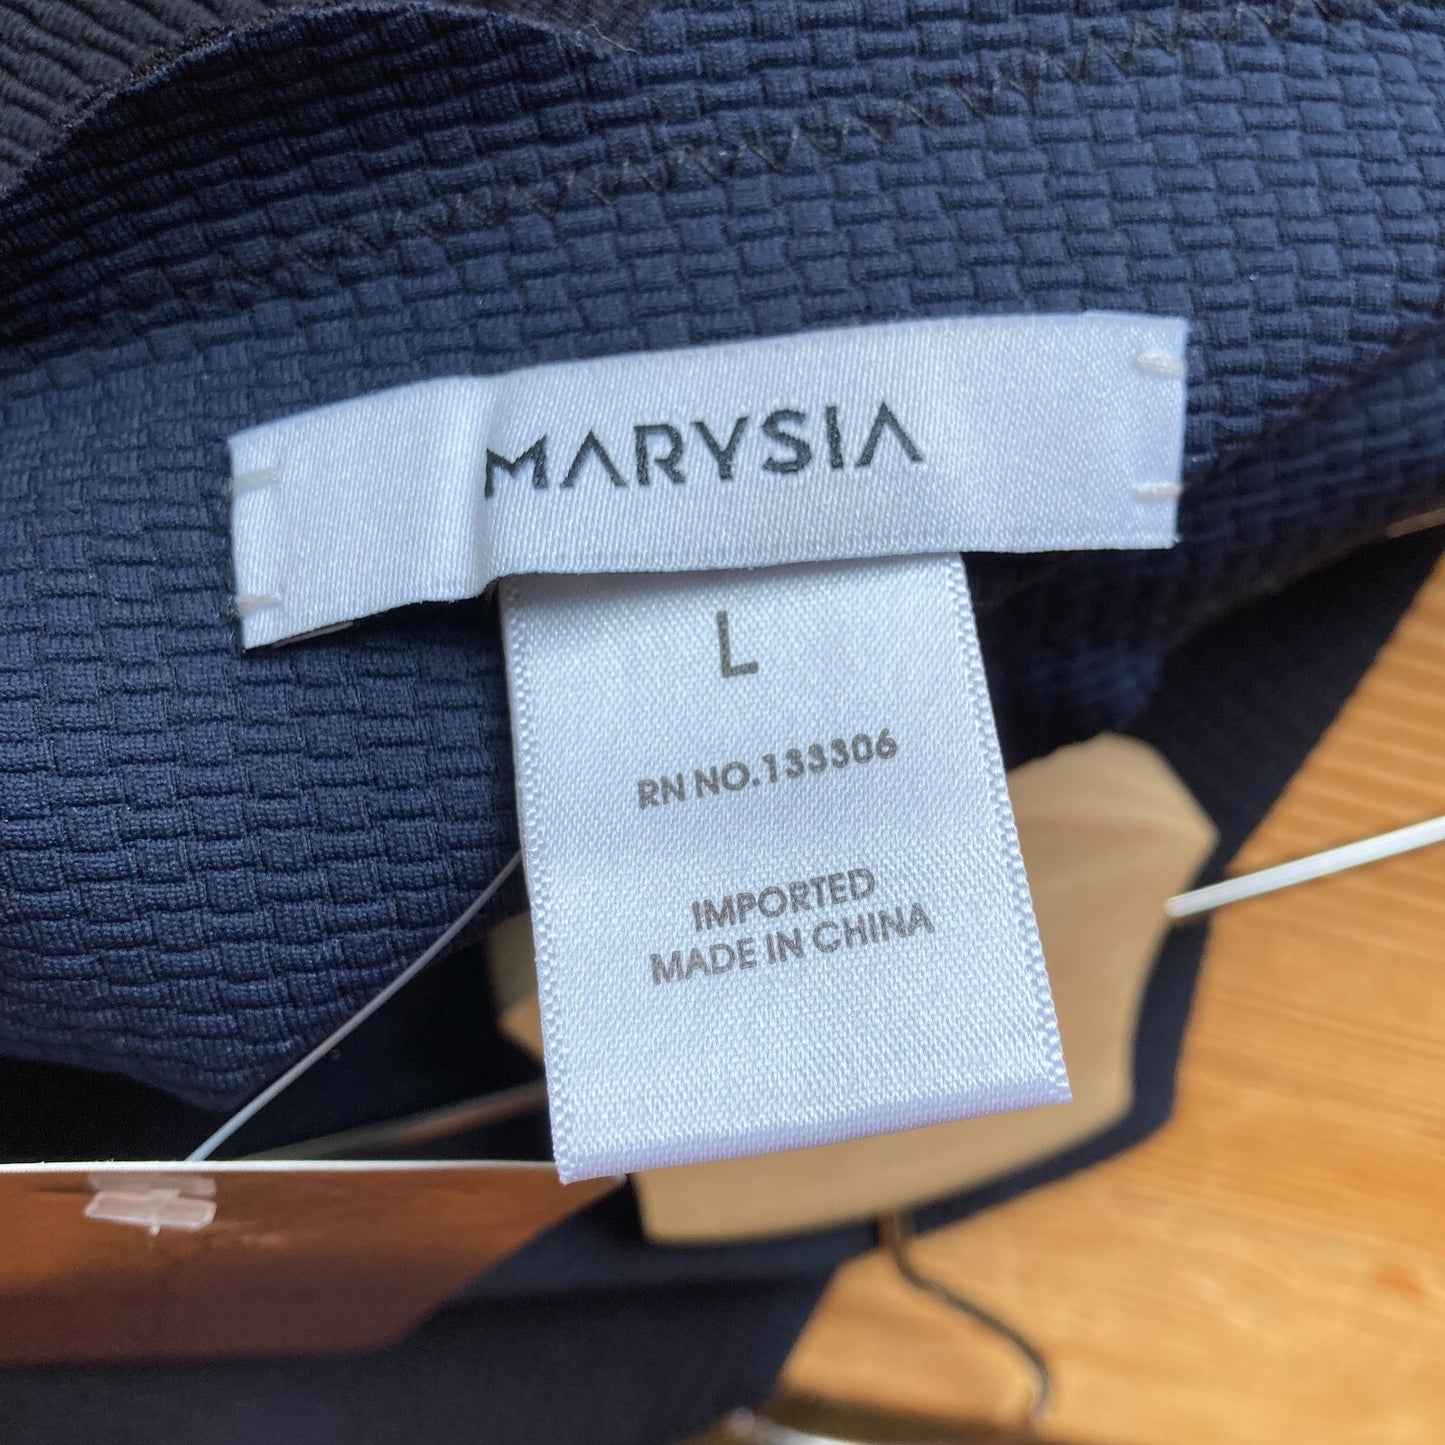 MARYSIA
L
RN NO.133306
IMPORTED
MADE IN CHINA